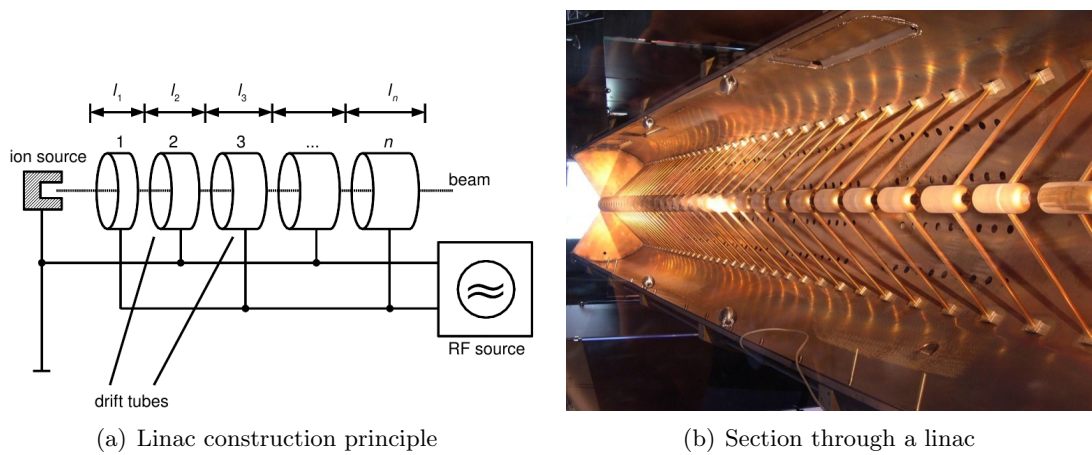 l₁ l₂ l₃ lₙ
1 2 3 ... n
ion source
beam
RF source
drift tubes
(a) Linac construction principle
(b) Section through a linac